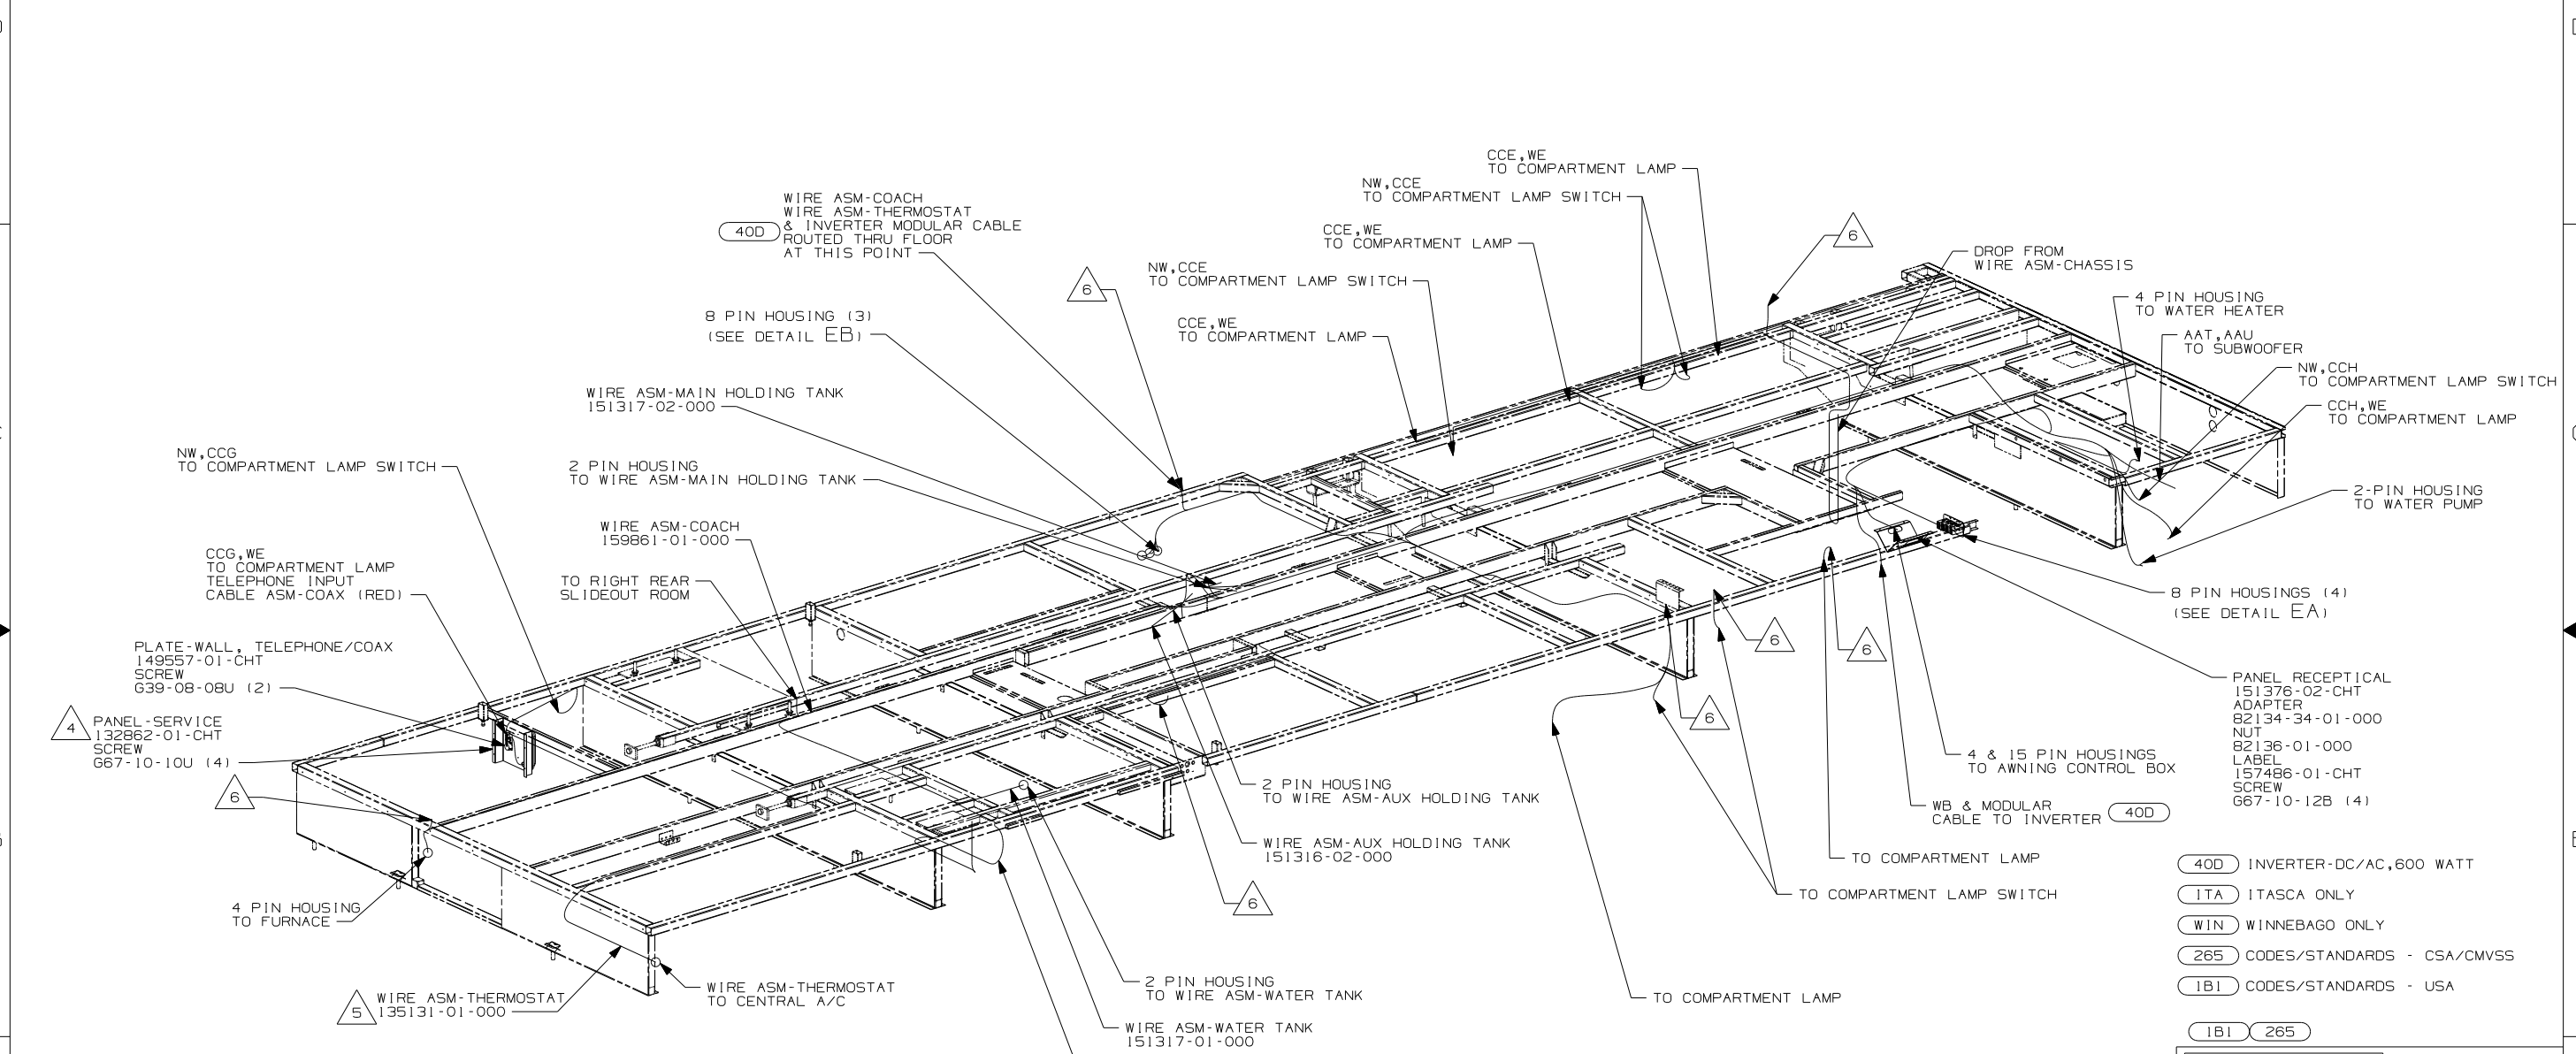 CCE,WE
TO COMPARTMENT LAMP
NW,CCE
TO COMPARTMENT LAMP SWITCH
WIRE ASM-COACH
WIRE ASM-THERMOSTAT
40D
& INVERTER MODULAR CABLE
ROUTED THRU FLOOR
AT THIS POINT
CCE,WE
TO COMPARTMENT LAMP
6
DROP FROM
WIRE ASM-CHASSIS
NW,CCE
TO COMPARTMENT LAMP SWITCH
6
4 PIN HOUSING
TO WATER HEATER
8 PIN HOUSING (3)
(SEE DETAIL EB)
CCE,WE
TO COMPARTMENT LAMP
AAT,AAU
TO SUBWOOFER
NW,CCH
TO COMPARTMENT LAMP SWITCH
WIRE ASM-MAIN HOLDING TANK
151317-02-000
CCH,WE
TO COMPARTMENT LAMP
NW,CCG
TO COMPARTMENT LAMP SWITCH
2 PIN HOUSING
TO WIRE ASM-MAIN HOLDING TANK
2-PIN HOUSING
TO WATER PUMP
WIRE ASM-COACH
159861-01-000
CCG,WE
TO COMPARTMENT LAMP
TELEPHONE INPUT
CABLE ASM-COAX (RED)
TO RIGHT REAR
SLIDEOUT ROOM
8 PIN HOUSINGS (4)
(SEE DETAIL EA)
6
6
PLATE-WALL, TELEPHONE/COAX
149557-01-CHT
SCREW
G39-08-08U (2)
PANEL RECEPTICAL
151376-02-CHT
ADAPTER
82134-34-01-000
NUT
82136-01-000
LABEL
157486-01-CHT
SCREW
G67-10-12B (4)
6
4
PANEL-SERVICE
132862-01-CHT
SCREW
G67-10-10U (4)
4 & 15 PIN HOUSINGS
TO AWNING CONTROL BOX
6
2 PIN HOUSING
TO WIRE ASM-AUX HOLDING TANK
WB & MODULAR
CABLE TO INVERTER
40D
WIRE ASM-AUX HOLDING TANK
151316-02-000
TO COMPARTMENT LAMP
40D INVERTER-DC/AC,600 WATT
TO COMPARTMENT LAMP SWITCH
ITA ITASCA ONLY
6
4 PIN HOUSING
TO FURNACE
WIN WINNEBAGO ONLY
265 CODES/STANDARDS - CSA/CMVSS
2 PIN HOUSING
TO WIRE ASM-WATER TANK
WIRE ASM-THERMOSTAT
TO CENTRAL A/C
1B1 CODES/STANDARDS - USA
5
WIRE ASM-THERMOSTAT
135131-01-000
TO COMPARTMENT LAMP
WIRE ASM-WATER TANK
151317-01-000
1B1 265